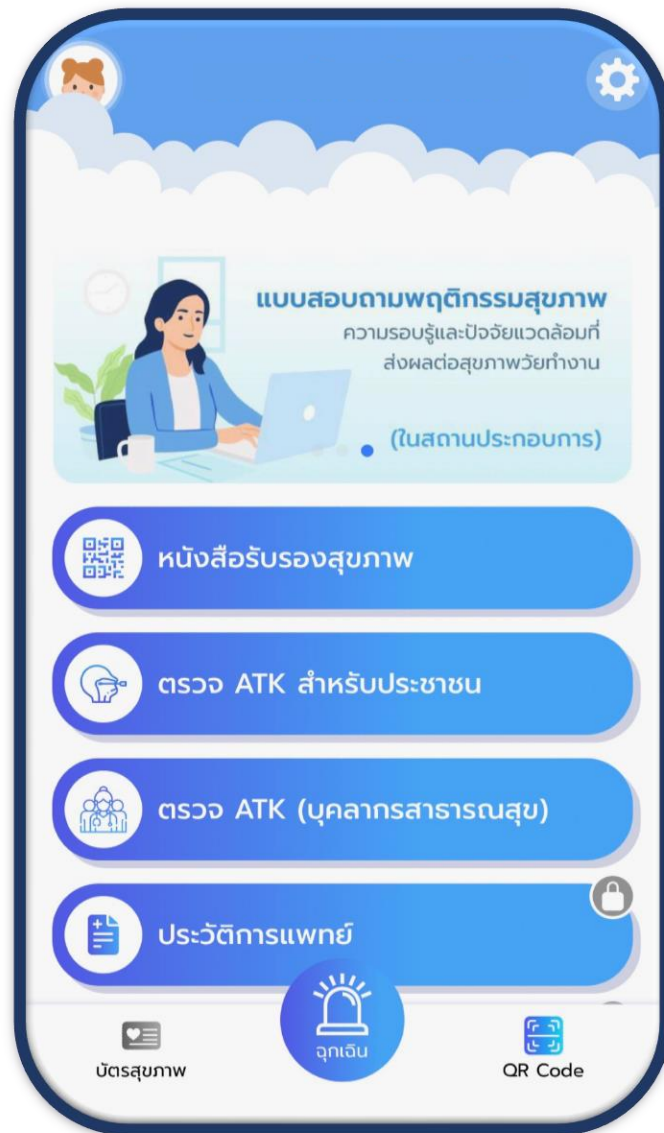 แบบสอบถามพฤติกรรมสุขภาพ
ความรอบรู้และปัจจัยแวดล้อมที่
ส่งผลต่อสุขภาพวัยทำงาน
(ในสถานประกอบการ)
หนังสือรับรองสุขภาพ
ตรวจ ATK สำหรับประชาชน
ตรวจ ATK (บุคลากรสาธารณสุข)
ประวัติการแพทย์
ฉุกเฉิน
บัตรสุขภาพ
QR Code